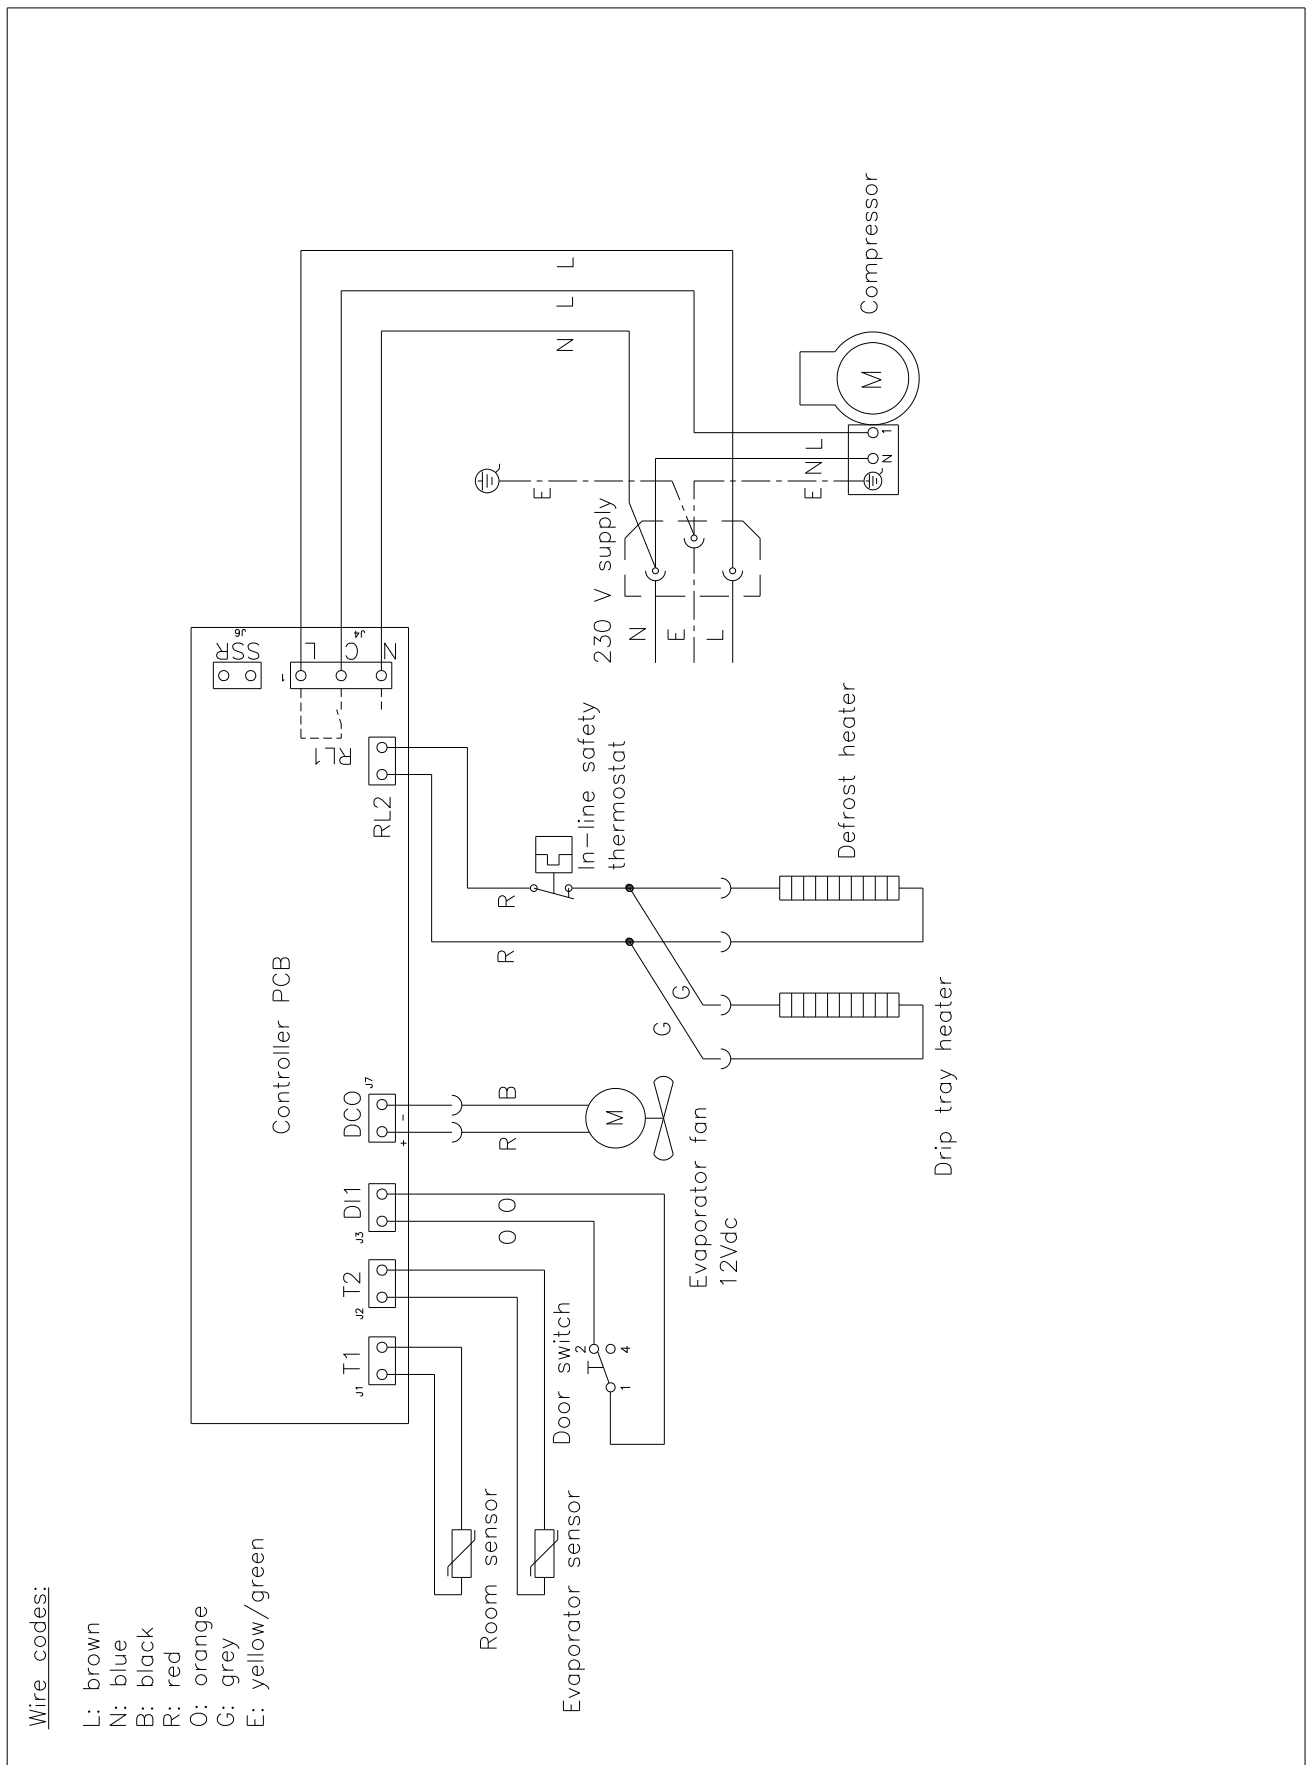 Wire codes:
L: brown
N: blue
B: black
R: red
O: orange
G: grey
E: yellow/green
Controller PCB
J1
T1
J2
T2
J3
DI1
DCO
J7
+
-
RL2
RL1
1
L
C
N
J4
SSR
J6
Room sensor
Evaporator sensor
Door switch
2
4
1
O
O
R
B
M
Evaporator fan
12Vdc
R
R
G
G
In-line safety
thermostat
Defrost heater
Drip tray heater
230 V supply
N
E
L
E
N
L
L
E
N
L
N
1
M
Compressor